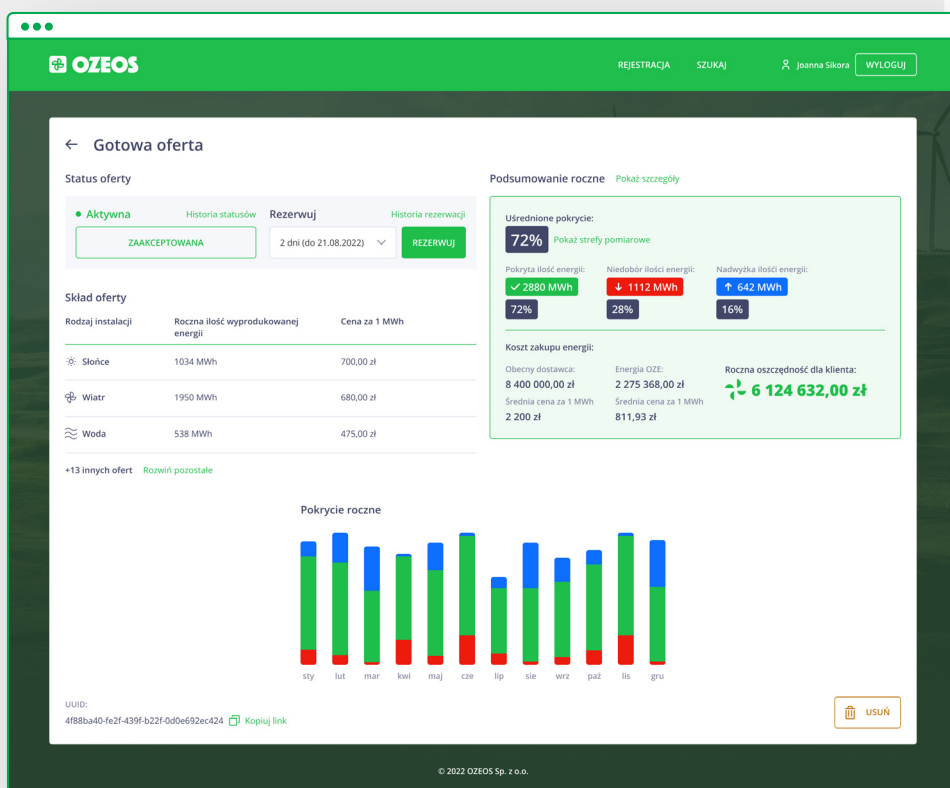 OZEOS
REJESTRACJA
SZUKAJ
Joanna Sikora
WYLOGUJ
Gotowa oferta
Status oferty
Aktywna
Historia statusów
Rezerwuj
Historia rezerwacji
ZAAKCEPTOWANA
2 dni (do 21.08.2022)
REZERWUJ
Skład oferty
Rodzaj instalacji
Roczna ilość wyprodukowanej
energii
Cena za 1 MWh
Słońce
1034 MWh
700,00 zł
Wiatr
1950 MWh
680,00 zł
Woda
538 MWh
475,00 zł
+13 innych ofert
Rozwiń pozostałe
Podsumowanie roczne
Pokaż szczegóły
Uśrednione pokrycie:
72%
Pokaż strefy pomiarowe
Pokryta ilość energii:
Niedobór ilości energii:
Nadwyżka ilośći energii:
2880 MWh
1112 MWh
642 MWh
72%
28%
16%
Koszt zakupu energii:
Obecny dostawca:
Energia OZE:
Roczna oszczędność dla klienta:
8 400 000,00 zł
2 275 368,00 zł
6 124 632,00 zł
Średnia cena za 1 MWh
Średnia cena za 1 MWh
2 200 zł
811,93 zł
Pokrycie roczne
sty
lut
mar
kwi
maj
cze
lip
sie
wrz
paź
lis
gru
UUID:
4f88ba40-fe2f-439f-b22f-0d0e692ec424
Kopiuj link
USUŃ
© 2022 OZEOS Sp. z o.o.